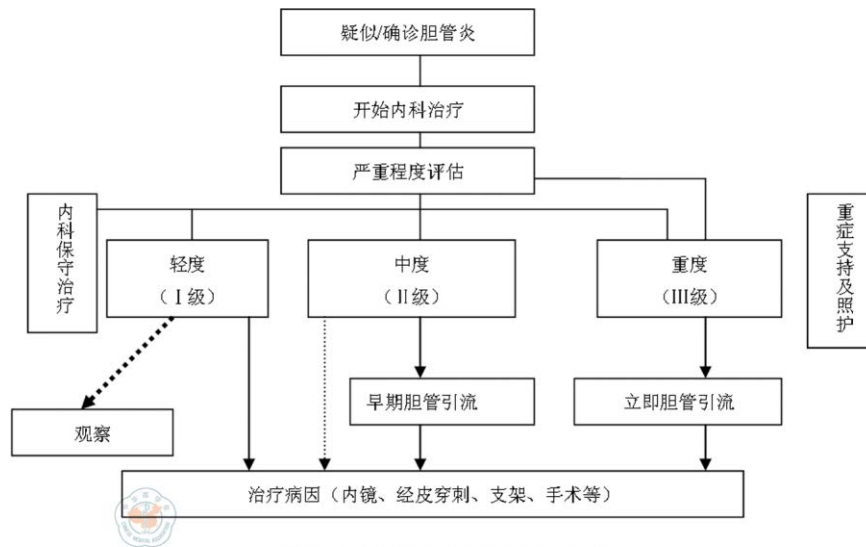 疑似/确诊胆管炎
开始内科治疗
严重程度评估
内科保守治疗
轻度
（Ⅰ级）
中度
（II级）
重度
（III级）
重症支持及照护
早期胆管引流
立即胆管引流
观察
治疗病因（内镜、经皮穿刺、支架、手术等）